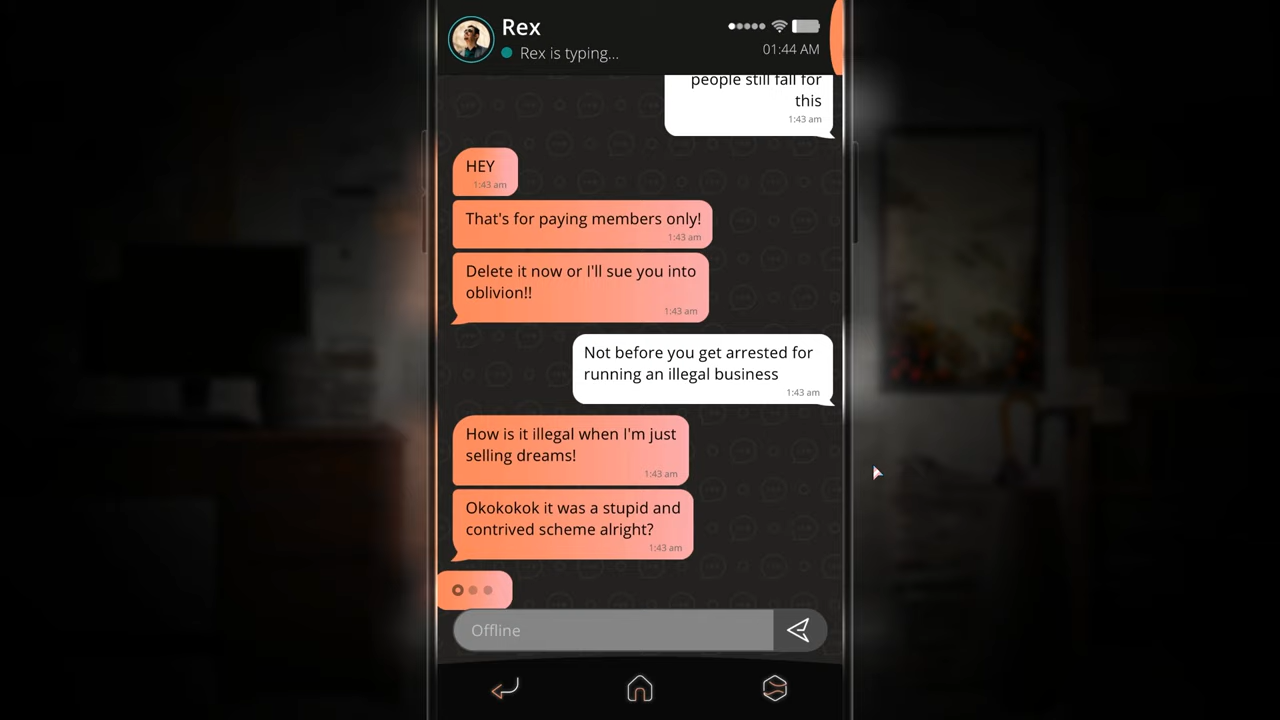 Rex
Rex is typing...
01:44 AM
people still fall for
this
1:43 am
HEY
1:43 am
That's for paying members only!
1:43 am
Delete it now or I'll sue you into
oblivion!!
1:43 am
Not before you get arrested for
running an illegal business
1:43 am
How is it illegal when I'm just
selling dreams!
1:43 am
Okokokok it was a stupid and
contrived scheme alright?
1:43 am
Offline